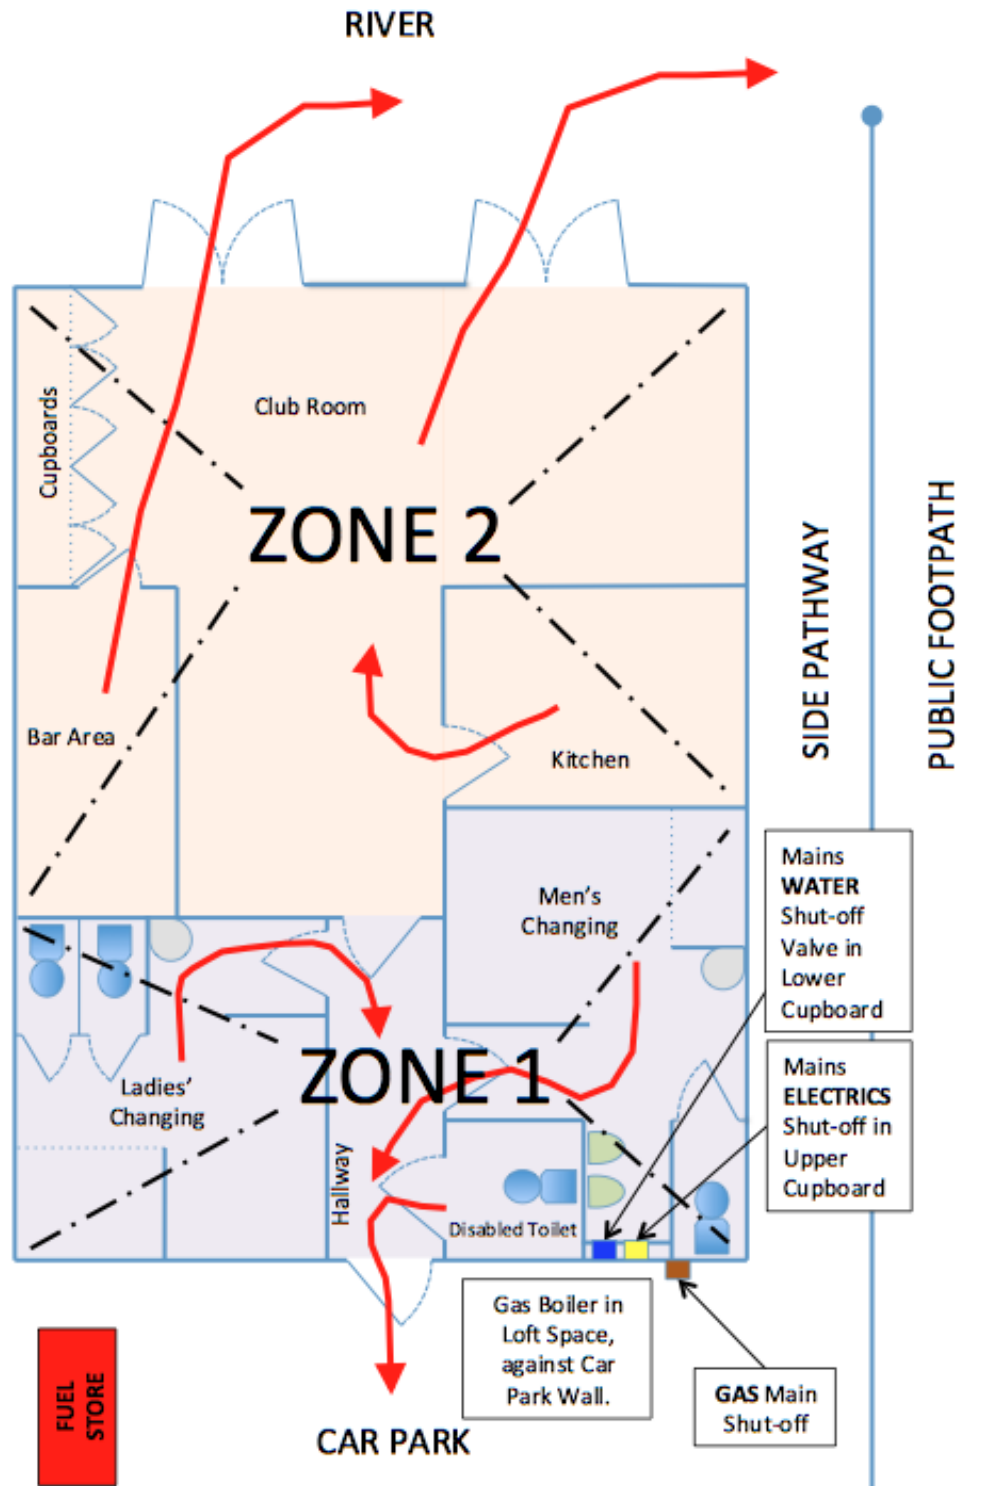 RIVER
Club Room
Cupboards
ZONE 2
SIDE PATHWAY
PUBLIC FOOTPATH
Bar Area
Kitchen
Men's
Changing
Mains
WATER
Shut-off
Valve in
Lower
Cupboard
ZONE 1
Mains
ELECTRICS
Shut-off in
Upper
Cupboard
Ladies'
Changing
Hallway
Disabled Toilet
Gas Boiler in
Loft Space,
against Car
Park Wall.
GAS Main
Shut-off
FUEL
STORE
CAR PARK